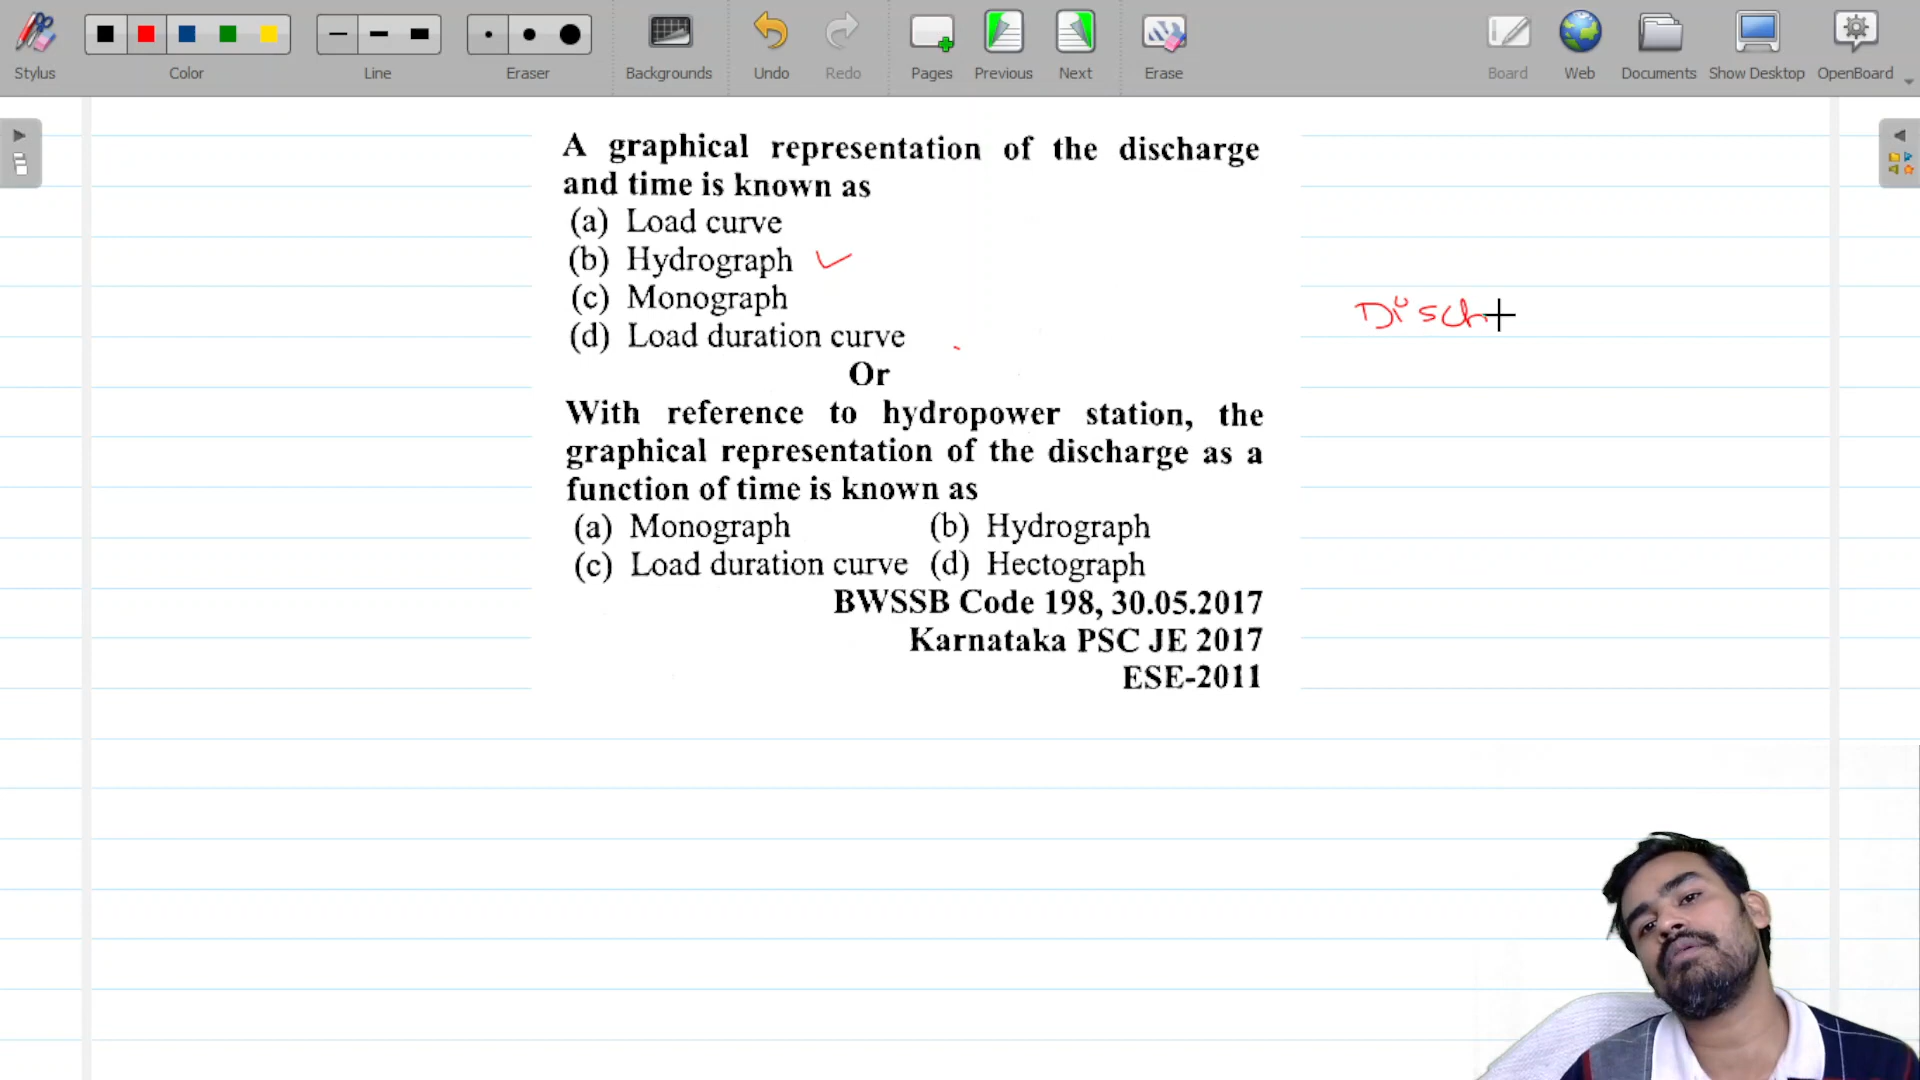 Stylus
Color
Line
Eraser
Backgrounds
Undo
Redo
Pages
Previous
Next
Erase
Board
Web
Documents
Show Desktop
OpenBoard
A graphical representation of the discharge
and time is known as
(a) Load curve
(b) Hydrograph
(c) Monograph
(d) Load duration curve
Or
With reference to hydropower station, the
graphical representation of the discharge as a
function of time is known as
(a) Monograph (b) Hydrograph
(c) Load duration curve (d) Hectograph
BWSSB Code 198, 30.05.2017
Karnataka PSC JE 2017
ESE-2011
Disch